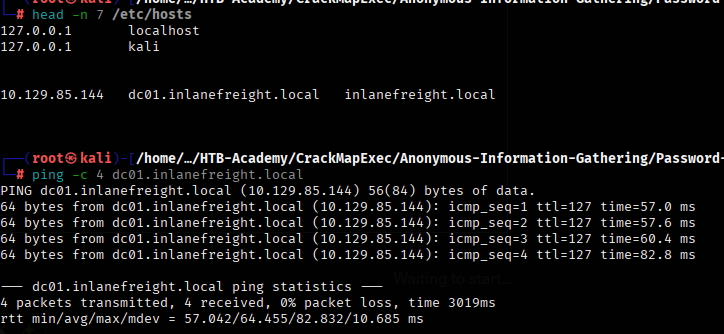 # head -n 7 /etc/hosts
127.0.0.1 localhost
127.0.0.1 kali
10.129.85.144 dc01.inlanefreight.local inlanefreight.local
(root㉿kali)-[/home/…/HTB-Academy/CrackMapExec/Anonymous-Information-Gathering/Password-
# ping -c 4 dc01.inlanefreight.local
PING dc01.inlanefreight.local (10.129.85.144) 56(84) bytes of data.
64 bytes from dc01.inlanefreight.local (10.129.85.144): icmp_seq=1 ttl=127 time=57.0 ms
64 bytes from dc01.inlanefreight.local (10.129.85.144): icmp_seq=2 ttl=127 time=57.6 ms
64 bytes from dc01.inlanefreight.local (10.129.85.144): icmp_seq=3 ttl=127 time=60.4 ms
64 bytes from dc01.inlanefreight.local (10.129.85.144): icmp_seq=4 ttl=127 time=82.8 ms
Waiting to start...
--- dc01.inlanefreight.local ping statistics ---
4 packets transmitted, 4 received, 0% packet loss, time 3019ms
rtt min/avg/max/mdev = 57.042/64.455/82.832/10.685 ms